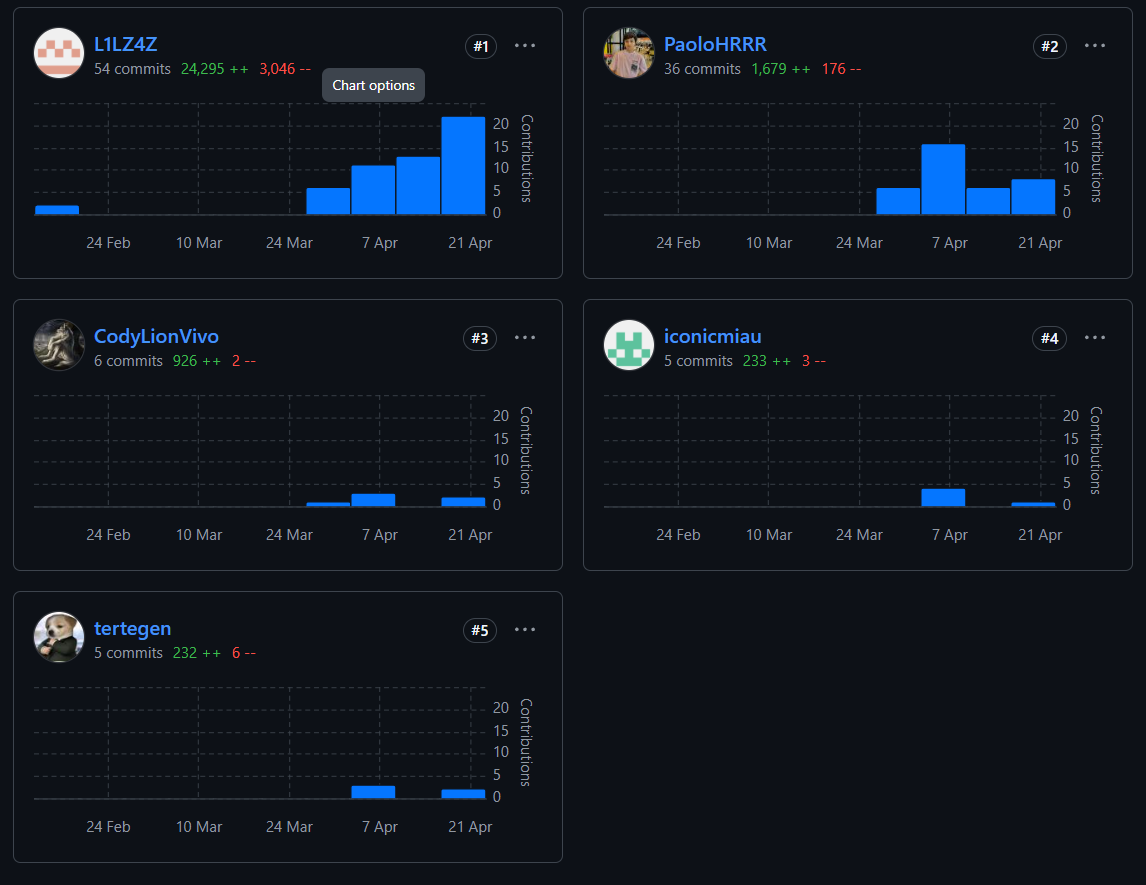 L1LZ4Z
#1
54 commits 24,295 ++ 3,046 --
Chart options
20
15
10
5
0
Contributions
24 Feb 10 Mar 24 Mar 7 Apr 21 Apr
PaoloHRRR
#2
36 commits 1,679 ++ 176 --
20
15
10
5
0
Contributions
24 Feb 10 Mar 24 Mar 7 Apr 21 Apr
CodyLionVivo
#3
6 commits 926 ++ 2 --
20
15
10
5
0
Contributions
24 Feb 10 Mar 24 Mar 7 Apr 21 Apr
iconicmiau
#4
5 commits 233 ++ 3 --
20
15
10
5
0
Contributions
24 Feb 10 Mar 24 Mar 7 Apr 21 Apr
tertegen
#5
5 commits 232 ++ 6 --
20
15
10
5
0
Contributions
24 Feb 10 Mar 24 Mar 7 Apr 21 Apr